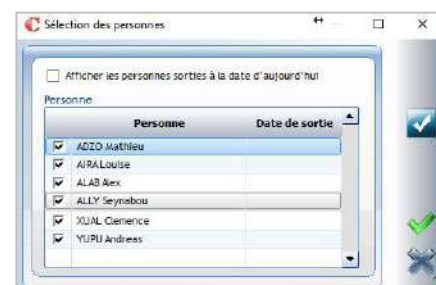 Sélection des personnes
Afficher les personnes sorties à la date d'aujourd'hui
Personne
Personne Date de sortie
ADZO Mathieu
AIRA Louise
ALAB Alex
ALLY Seynabou
XUAL Clemence
YUPU Andreas